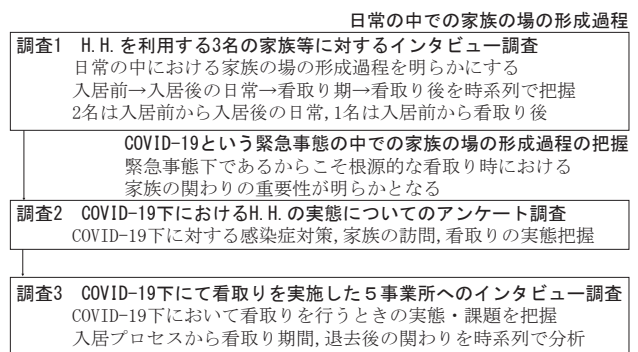 日常の中での家族の場の形成過程
調査1　H.H.を利用する3名の家族等に対するインタビュー調査
日常の中における家族の場の形成過程を明らかにする
入居前→入居後の日常→看取り期→看取り後を時系列で把握
2名は入居前から入居後の日常,1名は入居前から看取り後
COVID-19という緊急事態の中での家族の場の形成過程の把握
緊急事態下であるからこそ根源的な看取り時における
家族の関わりの重要性が明らかとなる
調査2　COVID-19下におけるH.H.の実態についてのアンケート調査
COVID-19下に対する感染症対策,家族の訪問,看取りの実態把握
調査3　COVID-19下にて看取りを実施した５事業所へのインタビュー調査
COVID-19下において看取りを行うときの実態・課題を把握
入居プロセスから看取り期間,退去後の関わりを時系列で分析